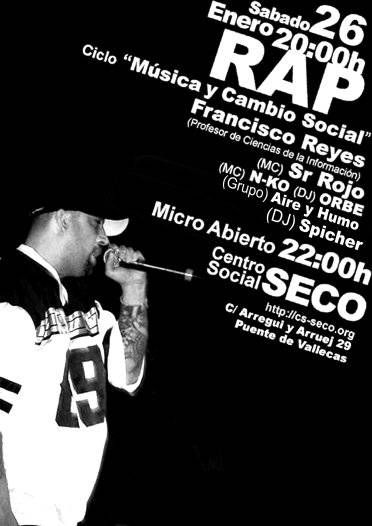 Sabado 26
Enero 20:00h
RAP
Ciclo "Música y Cambio Social"
Francisco Reyes
(Profesor de Ciencias de la Información)
(MC) Sr Rojo
(MC) N-KO (DJ) ORBE
(Grupo) Aire y Humo
(DJ) Spicher
Micro Abierto 22:00h
Centro Social SECO
http://cs-seco.org
C/ Arregui y Arruej 29
Puente de Vallecas
19